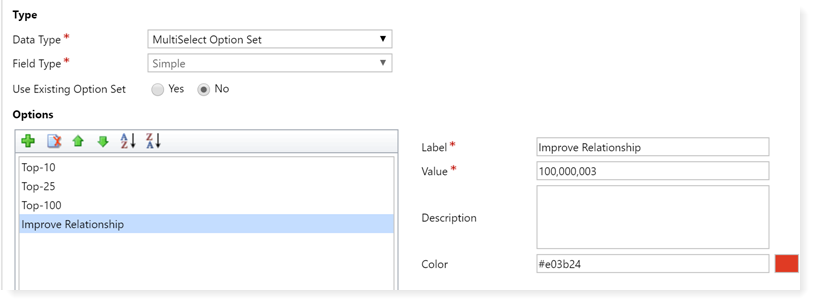 Type
Data Type * MultiSelect Option Set
Field Type * Simple
Use Existing Option Set Yes No
Options
A Z Z A
Top-10
Top-25
Top-100
Improve Relationship
Label * Improve Relationship
Value * 100,000,003
Description
Color #e03b24